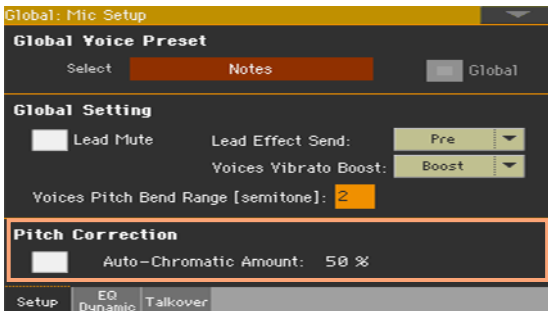 Global: Mic Setup
Global Voice Preset
Select Notes Global
Global Setting
Lead Mute Lead Effect Send: Pre
Voices Vibrato Boost: Boost
Voices Pitch Bend Range [semitone]: 2
Pitch Correction
Auto-Chromatic Amount: 50 %
Setup EQ Dynamic Talkover